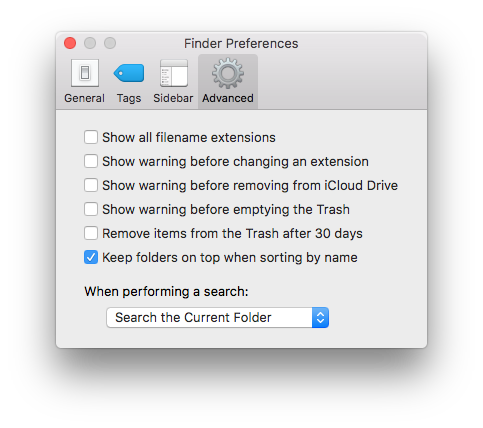 Finder Preferences
General Tags Sidebar Advanced
Show all filename extensions
Show warning before changing an extension
Show warning before removing from iCloud Drive
Show warning before emptying the Trash
Remove items from the Trash after 30 days
Keep folders on top when sorting by name
When performing a search:
Search the Current Folder